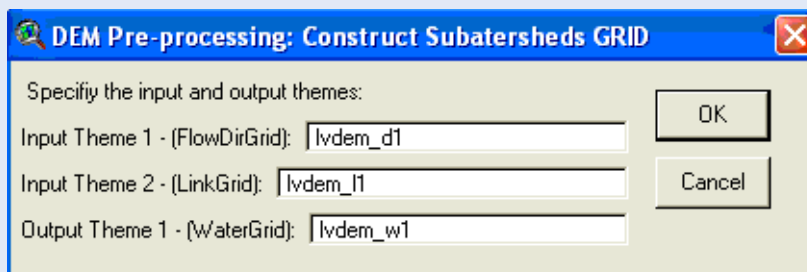 DEM Pre-processing: Construct Subatersheds GRID
Specifiy the input and output themes:
OK
Input Theme 1 - (FlowDirGrid): lvdem_d1
Input Theme 2 - (LinkGrid): lvdem_l1
Cancel
Output Theme 1 - (WaterGrid): lvdem_w1